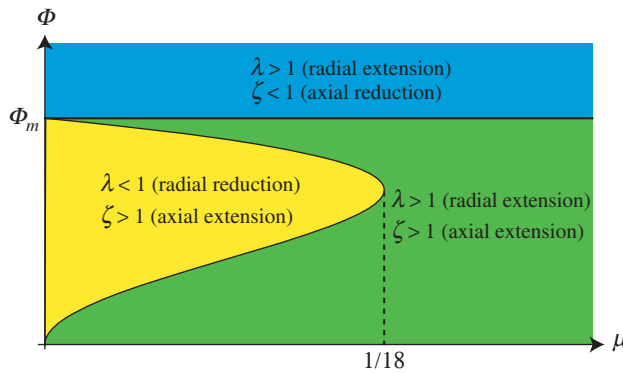 Φ
λ > 1 (radial extension)
ζ < 1 (axial reduction)
Φm
λ < 1 (radial reduction)
ζ > 1 (axial extension)
λ > 1 (radial extension)
ζ > 1 (axial extension)
μ
1/18